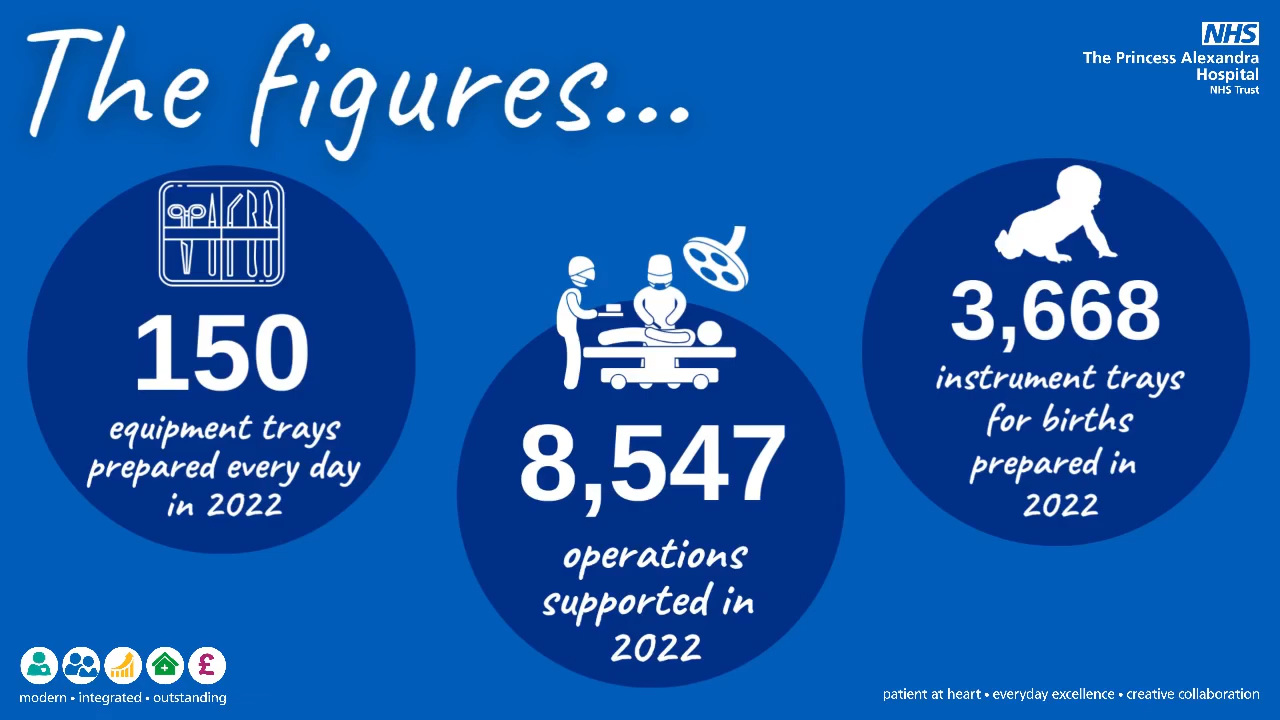 The figures...
NHS
The Princess Alexandra
Hospital
NHS Trust
150
equipment trays
prepared every day
in 2022
8,547
operations
supported in
2022
3,668
instrument trays
for births
prepared in
2022
£
modern • integrated • outstanding
patient at heart • everyday excellence • creative collaboration